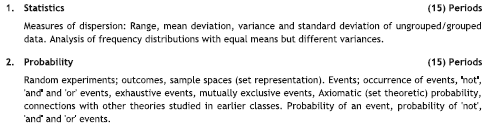 1. Statistics (15) Periods
Measures of dispersion: Range, mean deviation, variance and standard deviation of ungrouped/grouped
data. Analysis of frequency distributions with equal means but different variances.
2. Probability (15) Periods
Random experiments; outcomes, sample spaces (set representation). Events; occurrence of events, 'not',
'and' and 'or' events, exhaustive events, mutually exclusive events, Axiomatic (set theoretic) probability,
connections with other theories studied in earlier classes. Probability of an event, probability of 'not',
'and' and 'or' events.